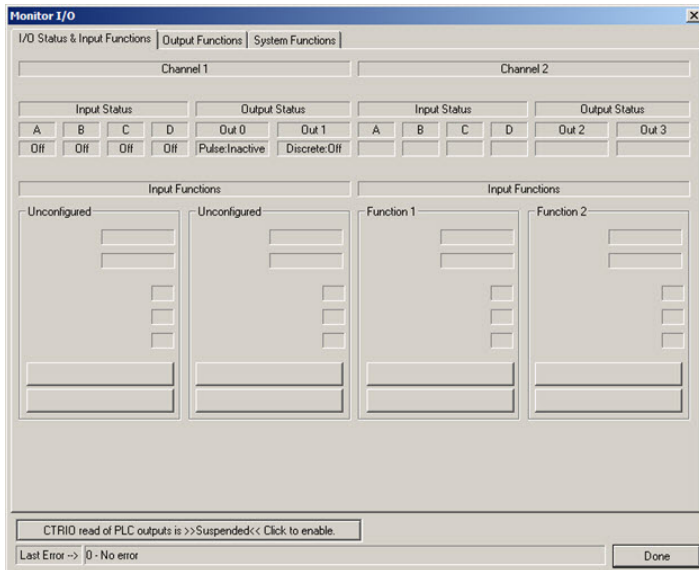 Monitor I/O
I/O Status & Input Functions Output Functions System Functions
Channel 1 Channel 2
Input Status Output Status Input Status Output Status
A B C D Out 0 Out 1 A B C D Out 2 Out 3
Off Off Off Off Pulse:Inactive Discrete:Off
Input Functions Input Functions
Unconfigured Unconfigured Function 1 Function 2
CTRIO read of PLC outputs is >>Suspended<< Click to enable.
Last Error --> 0 - No error Done